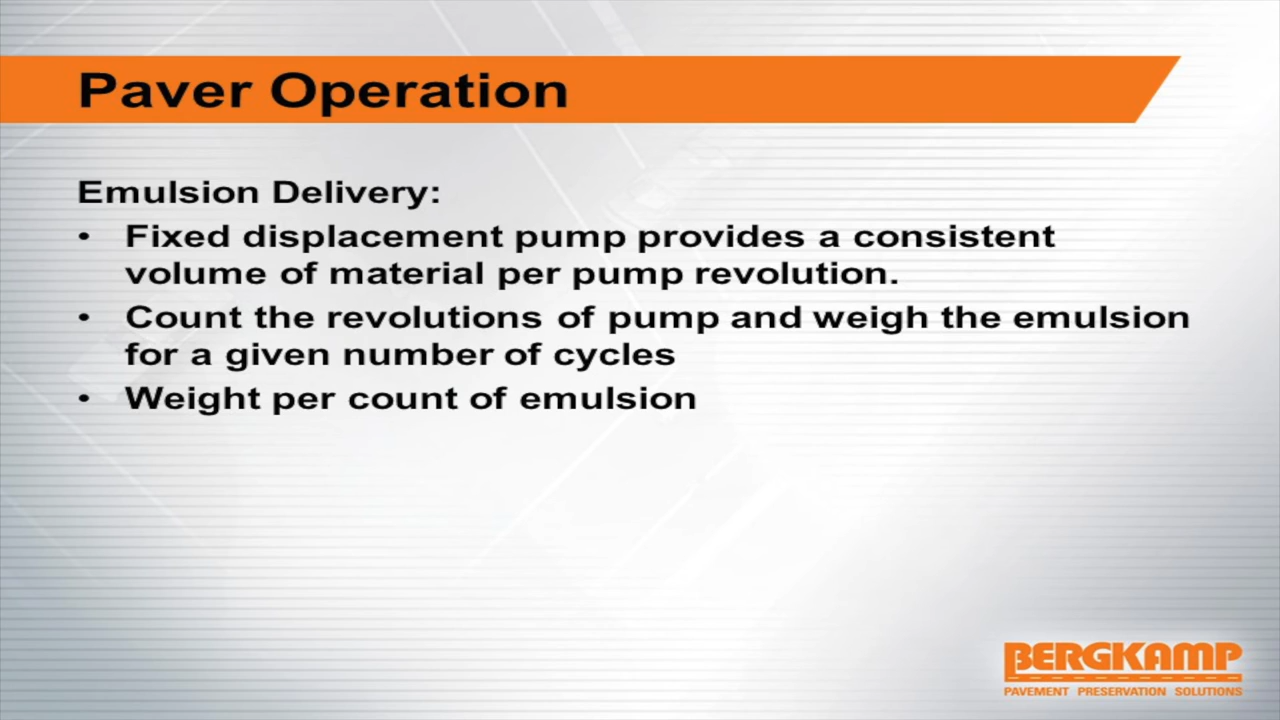 Paver Operation
Emulsion Delivery:
• Fixed displacement pump provides a consistent
volume of material per pump revolution.
• Count the revolutions of pump and weigh the emulsion
for a given number of cycles
• Weight per count of emulsion
BERGKAMP
PAVEMENT PRESERVATION SOLUTIONS